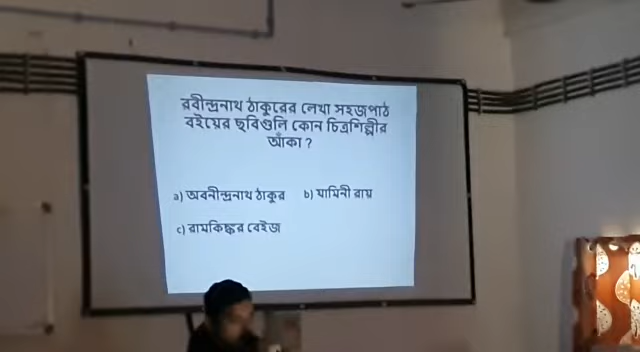 রবীন্দ্রনাথ ঠাকুরের লেখা সহজপাঠ
বইয়ের ছবিগুলি কোন চিত্রশিল্পীর
আঁকা ?
a) অবনীন্দ্রনাথ ঠাকুর b) যামিনী রায়
c) রামকিঙ্কর বেইজ